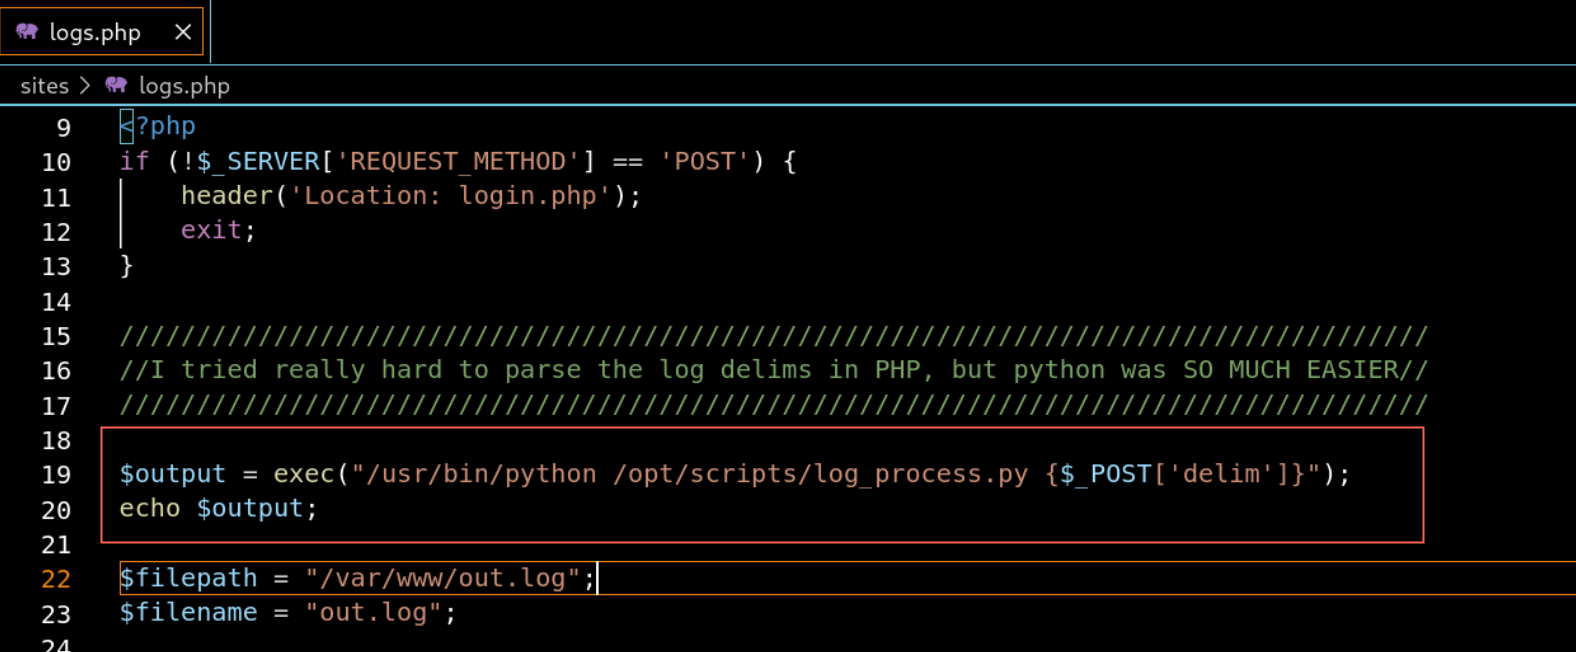 logs.php
sites > logs.php
9 <?php
10 if (!$_SERVER['REQUEST_METHOD'] == 'POST') {
11     header('Location: login.php');
12     exit;
13 }
14
15 /////////////////////////////////////////////////////////////////////////////////////
16 //I tried really hard to parse the log delims in PHP, but python was SO MUCH EASIER//
17 /////////////////////////////////////////////////////////////////////////////////////
18
19 $output = exec("/usr/bin/python /opt/scripts/log_process.py {$_POST['delim']}");
20 echo $output;
21
22 $filepath = "/var/www/out.log";
23 $filename = "out.log";
24